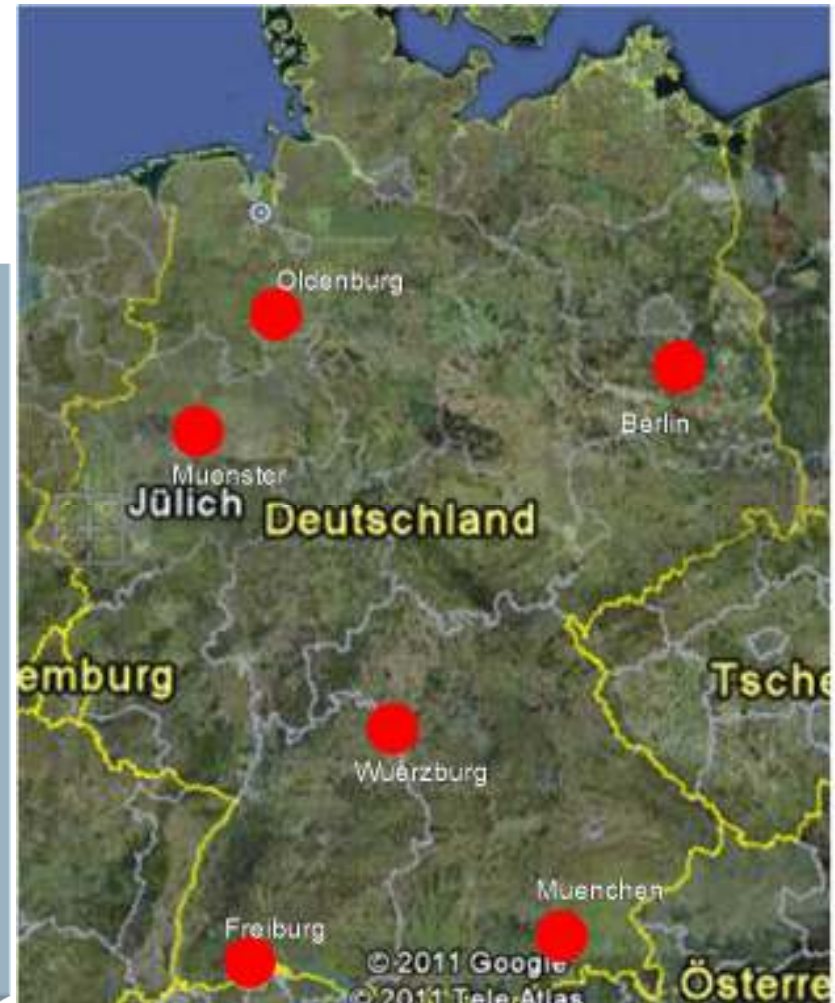 Oldenburg
Berlin
Muenster
Jülich
Deutschland
emburg
Tsche
Wuerzburg
Muenchen
Freiburg
© 2011 Google
© 2011 Tele Atlas
Österre